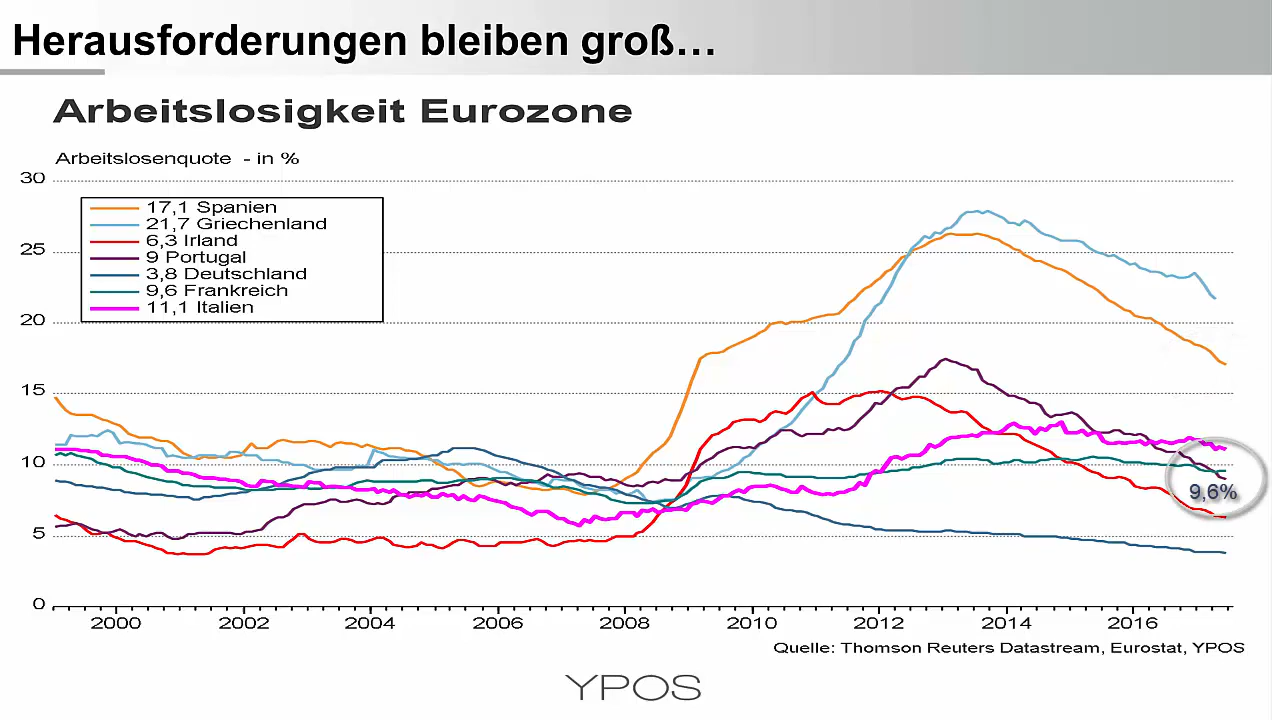 Herausforderungen bleiben groß…
Arbeitslosigkeit Eurozone
Arbeitslosenquote - in %
30
25
20
15
10
5
0
17,1 Spanien
21,7 Griechenland
6,3 Irland
9 Portugal
3,8 Deutschland
9,6 Frankreich
11,1 Italien
9,6%
2000 2002 2004 2006 2008 2010 2012 2014 2016
Quelle: Thomson Reuters Datastream, Eurostat, YPOS
YPOS